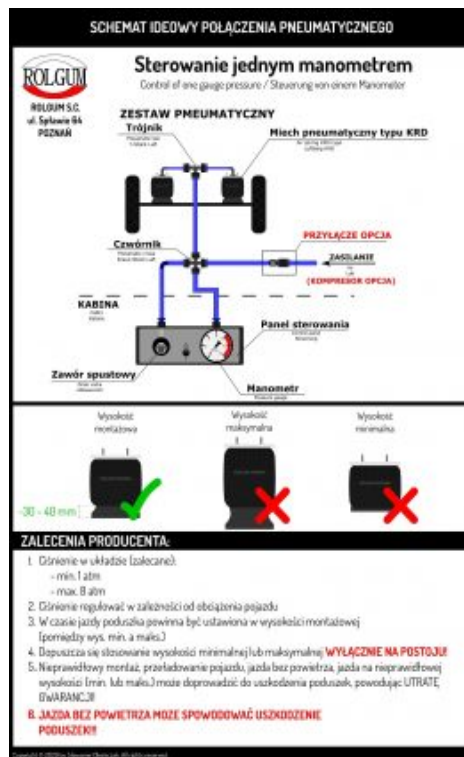 SCHEMAT IDEOWY POŁĄCZENIA PNEUMATYCZNEGO
ROLGUM
ROLGUM S.C.
ul. Spławie 64
POZNAŃ
Sterowanie jednym manometrem
Control of one gauge pressure / Steuerung von einem Manometer
ZESTAW PNEUMATYCZNY
Trójnik
Miech pneumatyczny typu KRD
PRZYŁĄCZE OPCJA
Czwórnik
ZASILANIE
(KOMPRESOR OPCJA)
KABINA
Panel sterowania
Zawór spustowy
Manometr
Wysokość
montażowa
Wysokość
maksymalna
Wysokość
minimalna
~30 - 40 mm
ZALECENIA PRODUCENTA:
1. Ciśnienie w układzie (zalecane):
- min. 1 atm
- max. 8 atm
2. Ciśnienie regulować w zależności od obciążenia pojazdu
3. W czasie jazdy poduszka powinna być ustawiona w wysokości montażowej
(pomiędzy wys. min. a maks.)
4. Dopuszcza się stosowanie wysokości minimalnej lub maksymalnej WYŁĄCZNIE NA POSTOJU!
5. Nieprawidłowy montaż, przeładowanie pojazdu, jazda bez powietrza, jazda na nieprawidłowej
wysokości (min. lub maks.) może doprowadzić do uszkodzenia poduszek, powodując UTRATĘ
GWARANCJI!
6. JAZDA BEZ POWIETRZA MOŻE SPOWODOWAĆ USZKODZENIE
PODUSZEK!!!